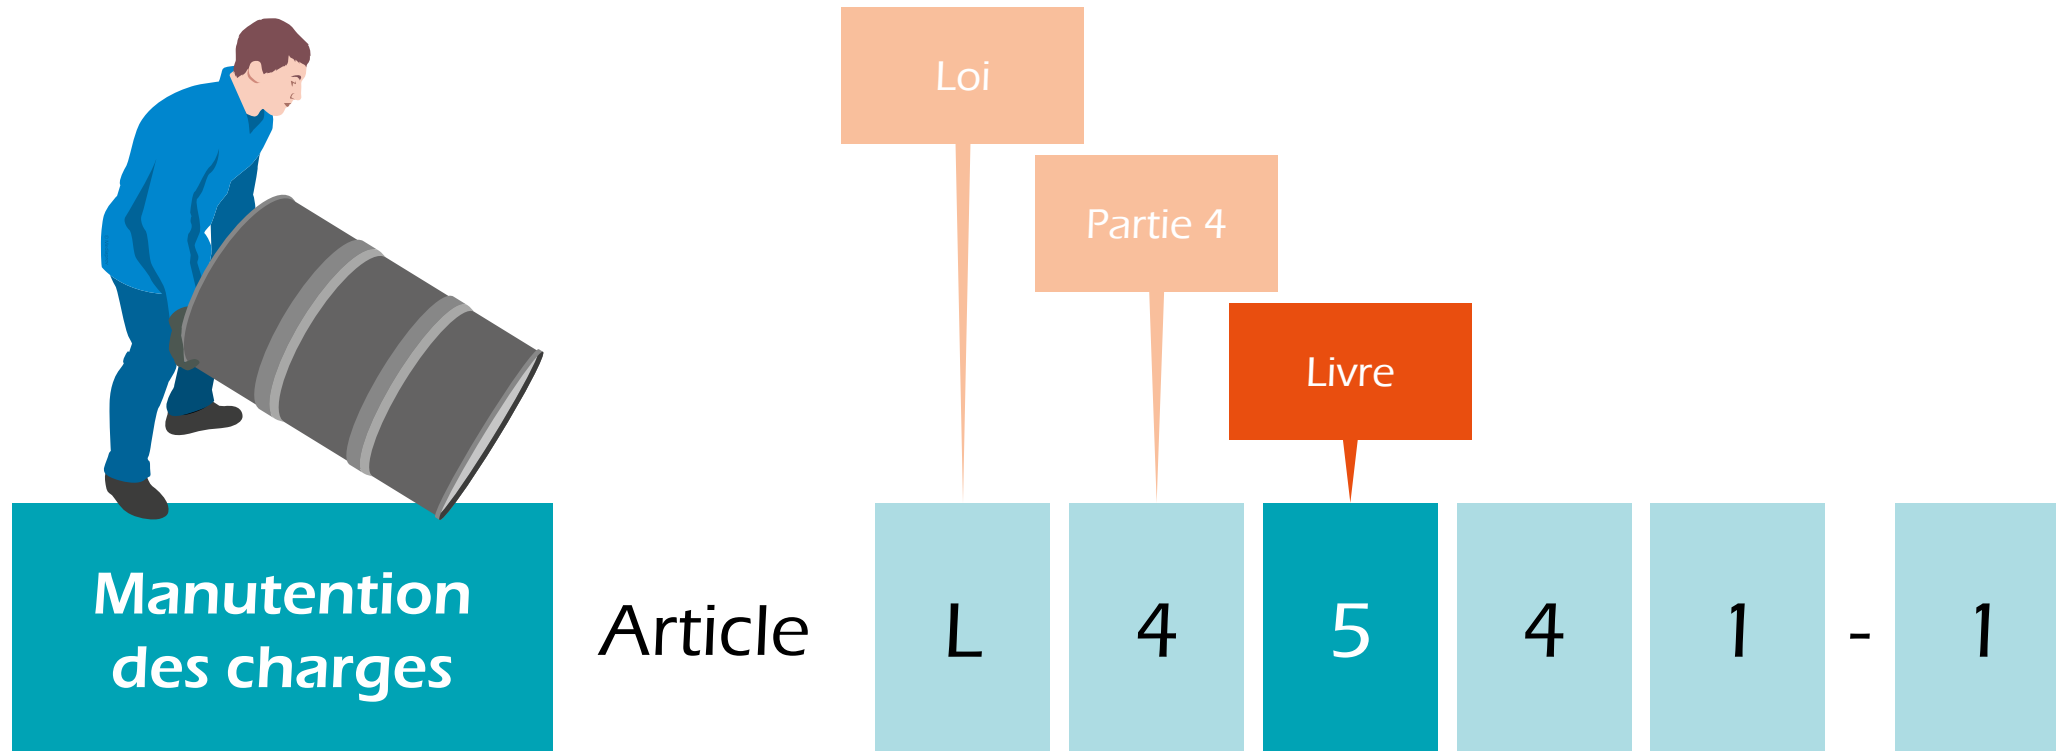 Loi
Partie 4
Livre
Manutention
des charges
Article L 4 5 4 1 - 1